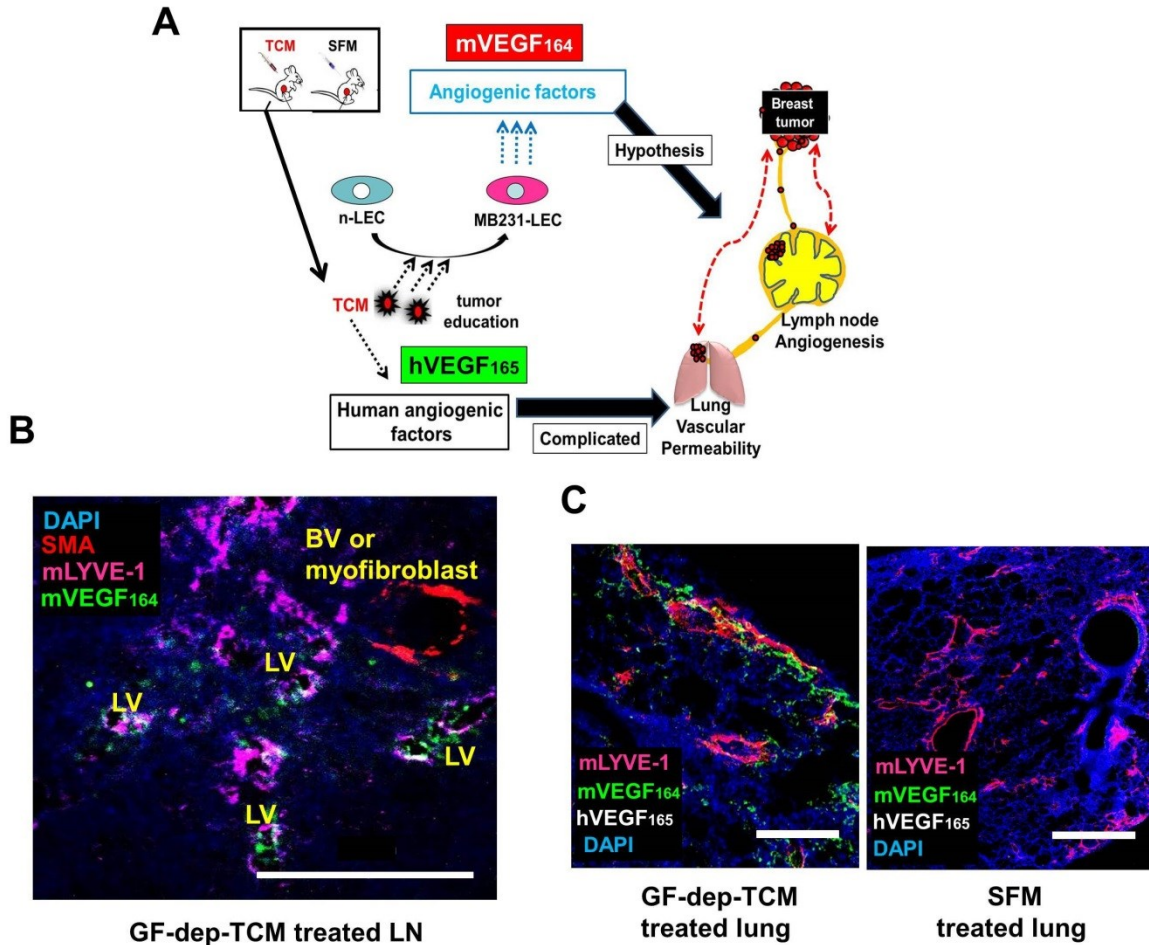 A
TCM SFM
mVEGF164
Angiogenic factors
Hypothesis
Breast
tumor
n-LEC
MB231-LEC
TCM
tumor
education
Lymph node
Angiogenesis
hVEGF165
Human angiogenic
factors
Complicated
Lung
Vascular
Permeability
B
DAPI
SMA
mLYVE-1
mVEGF164
BV or
myofibroblast
LV
LV
LV
LV
GF-dep-TCM treated LN
C
mLYVE-1
mVEGF164
hVEGF165
DAPI
GF-dep-TCM
treated lung
mLYVE-1
mVEGF164
hVEGF165
DAPI
SFM
treated lung